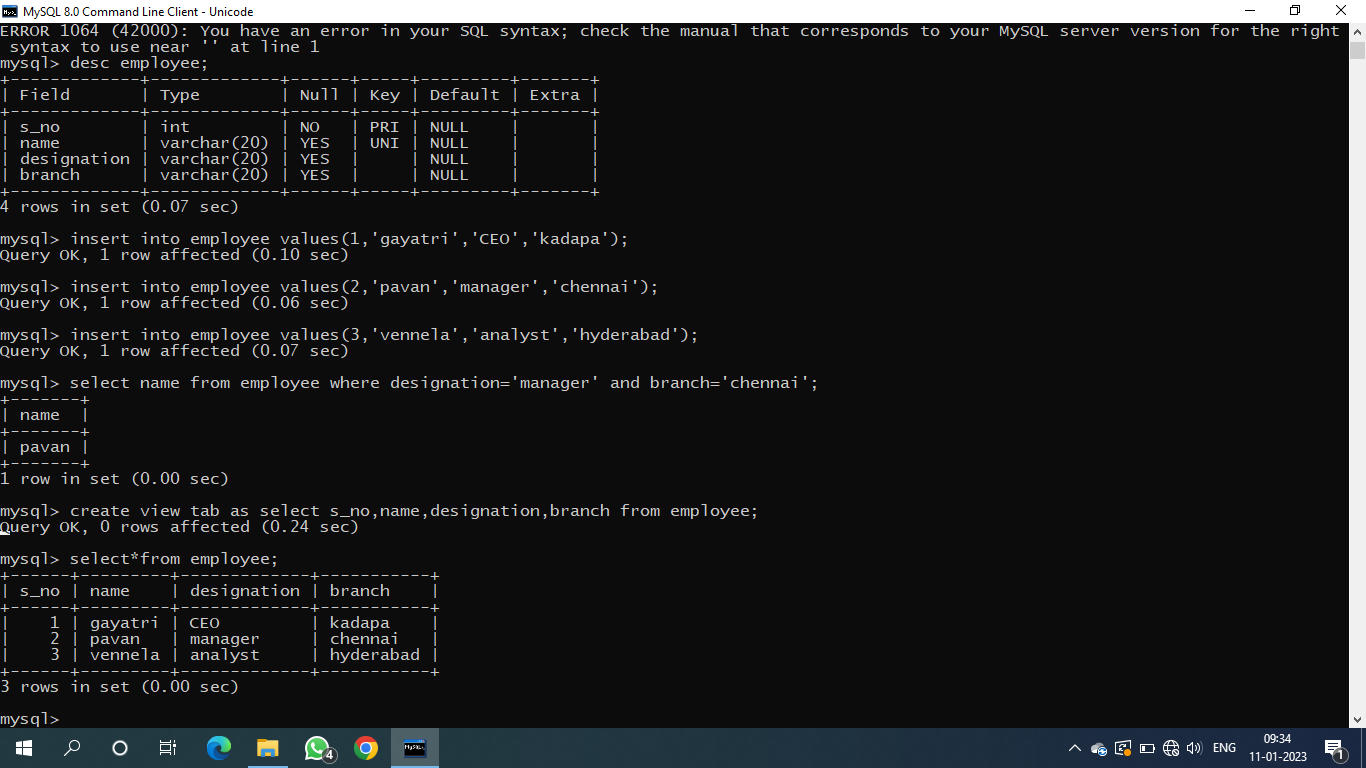 MySQL 8.0 Command Line Client - Unicode
ERROR 1064 (42000): You have an error in your SQL syntax; check the manual that corresponds to your MySQL server version for the right
 syntax to use near '' at line 1
mysql> desc employee;
+-------------+-------------+------+-----+---------+-------+
| Field       | Type        | Null | Key | Default | Extra |
+-------------+-------------+------+-----+---------+-------+
| s_no        | int         | NO   | PRI | NULL    |       |
| name        | varchar(20) | YES  | UNI | NULL    |       |
| designation | varchar(20) | YES  |     | NULL    |       |
| branch      | varchar(20) | YES  |     | NULL    |       |
+-------------+-------------+------+-----+---------+-------+
4 rows in set (0.07 sec)
mysql> insert into employee values(1,'gayatri','CEO','kadapa');
Query OK, 1 row affected (0.10 sec)
mysql> insert into employee values(2,'pavan','manager','chennai');
Query OK, 1 row affected (0.06 sec)
mysql> insert into employee values(3,'vennela','analyst','hyderabad');
Query OK, 1 row affected (0.07 sec)
mysql> select name from employee where designation='manager' and branch='chennai';
+-------+
| name  |
+-------+
| pavan |
+-------+
1 row in set (0.00 sec)
mysql> create view tab as select s_no,name,designation,branch from employee;
Query OK, 0 rows affected (0.24 sec)
mysql> select*from employee;
+------+---------+-------------+-----------+
| s_no | name    | designation | branch    |
+------+---------+-------------+-----------+
|    1 | gayatri | CEO         | kadapa    |
|    2 | pavan   | manager     | chennai   |
|    3 | vennela | analyst     | hyderabad |
+------+---------+-------------+-----------+
3 rows in set (0.00 sec)
mysql>
4
MySQL
ENG
09:34
11-01-2023
1